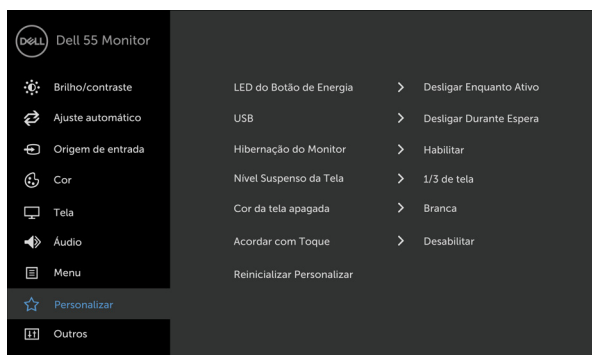 DELL Dell 55 Monitor
Brilho/contraste
LED do Botão de Energia > Desligar Enquanto Ativo
Ajuste automático
USB > Desligar Durante Espera
Origem de entrada
Hibernação do Monitor > Habilitar
Cor
Nível Suspenso da Tela > 1/3 de tela
Tela
Cor da tela apagada > Branca
Áudio
Acordar com Toque > Desabilitar
Menu
Reinicializar Personalizar
Personalizar
Outros